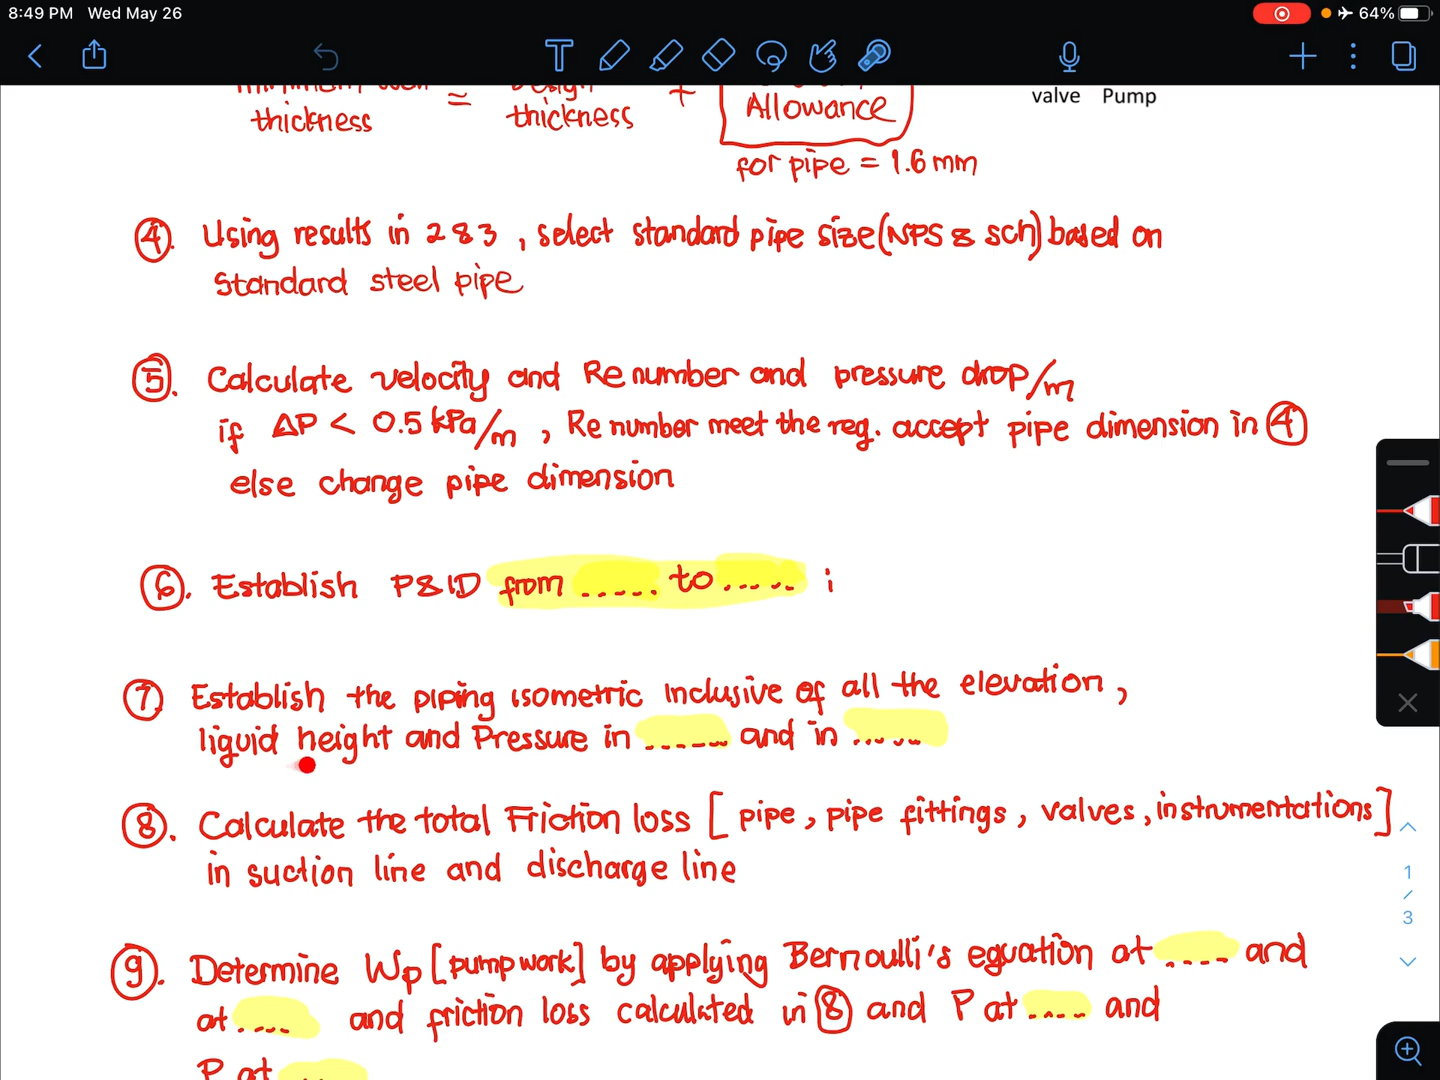 8:49 PM Wed May 26
64%
thickness = thickness + Allowance
valve Pump
for pipe = 1.6 mm
④. Using results in 2 & 3 , select standard pipe size (NPS & sch) based on
standard steel pipe
⑤. Calculate velocity and Re number and pressure drop/m
if ΔP < 0.5 kPa/m , Re number meet the req. accept pipe dimension in ④
else change pipe dimension
⑥. Establish P&ID from ...... to ...... i
⑦. Establish the piping isometric inclusive of all the elevation ,
liquid height and Pressure in ...... and in ......
⑧. Calculate the total Friction loss [ pipe , pipe fittings , valves , instrumentations ]
in suction line and discharge line
⑨. Determine Wp [pump work] by applying Bernoulli's equation at .... and
at .... and friction loss calculated in ⑧ and P at .... and
P at ...
1
/
3